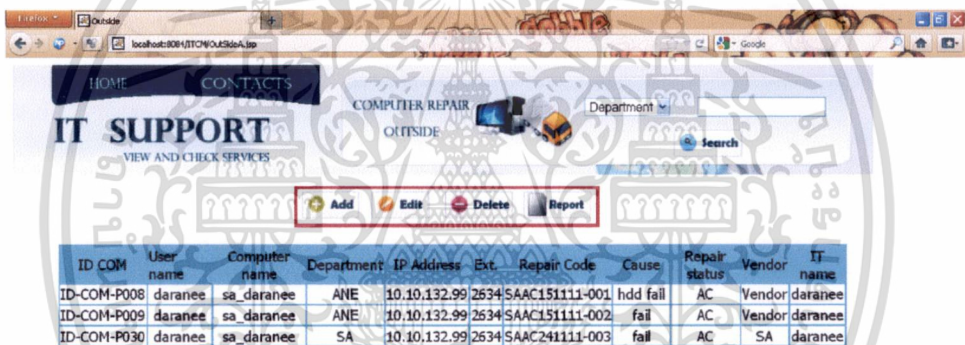 Firefox
Outside
localhost:8084/ITCM/OutSideA.jsp
Google
HOME CONTACTS
IT SUPPORT
VIEW AND CHECK SERVICES
COMPUTER REPAIR
OUTSIDE
Department
Search
Add Edit Delete Report
ID COM User name Computer name Department IP Address Ext. Repair Code Cause Repair status Vendor IT name
ID-COM-P008 daranee sa_daranee ANE 10.10.132.99 2634 SAAC151111-001 hdd fail AC Vendor daranee
ID-COM-P009 daranee sa_daranee ANE 10.10.132.99 2634 SAAC151111-002 fail AC Vendor daranee
ID-COM-P030 daranee sa_daranee SA 10.10.132.99 2634 SAAC241111-003 fail AC SA daranee